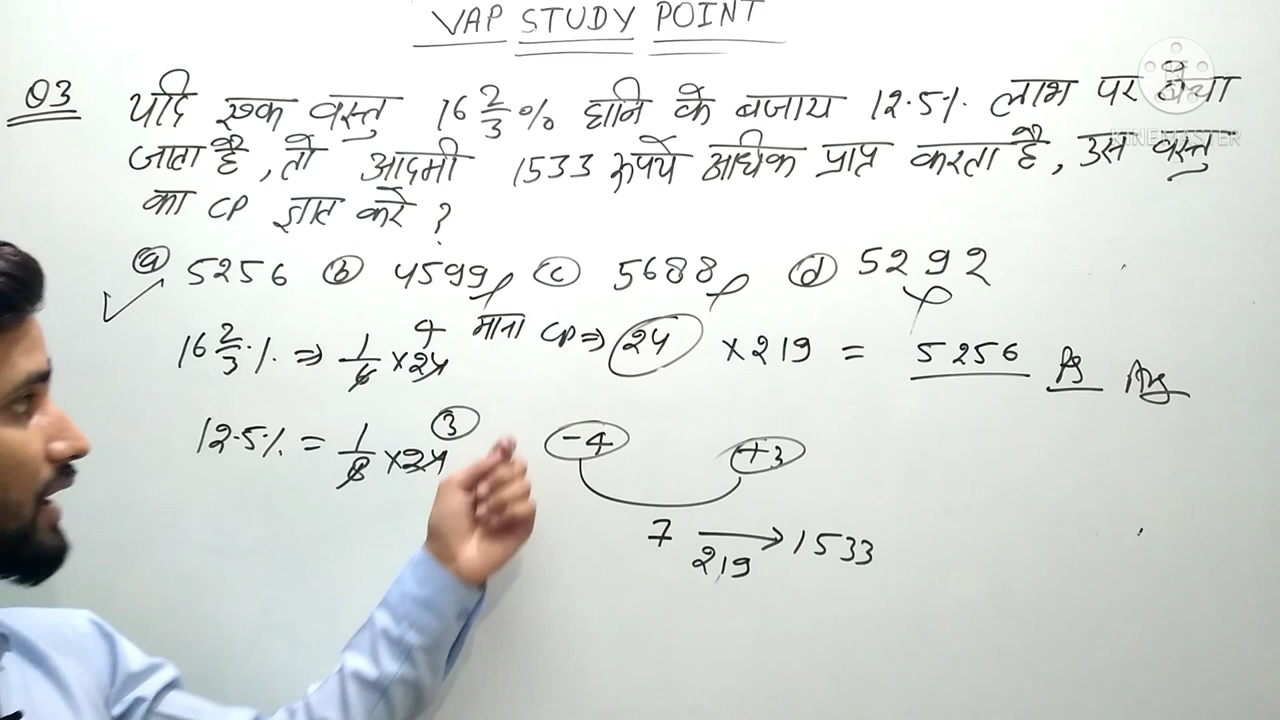 VAP STUDY POINT
Q3 यदि एक वस्तु 16 2/3 % हानि के बजाय 12.5% लाभ पर बेचा
जाता है, तो आदमी 1533 रूपये अधिक प्राप्त करता है, उस वस्तु
का CP ज्ञात करे ?
ⓐ 5256 ⓑ 4599 ⓒ 5688 ⓓ 5292
16 2/3 % ⇒ 1/6 × 24 4 माना CP ⇒ 24 × 219 = 5256 Rs Ans
12.5% = 1/8 × 24 3 -4 +3
7 → 1533
219
KINEMASTER